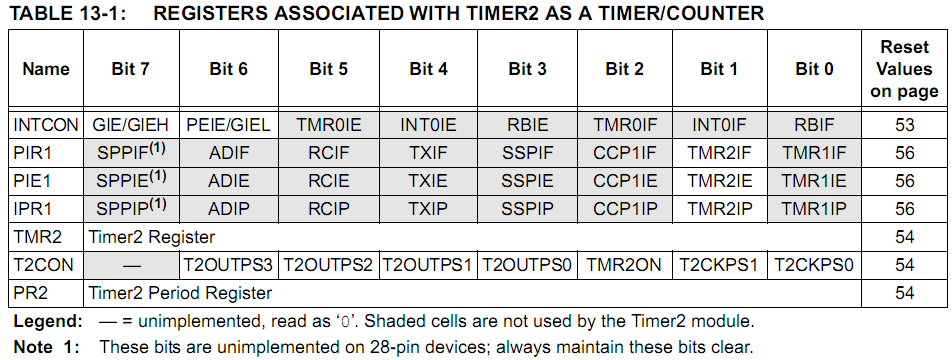 TABLE 13-1: REGISTERS ASSOCIATED WITH TIMER2 AS A TIMER/COUNTER
Name Bit 7 Bit 6 Bit 5 Bit 4 Bit 3 Bit 2 Bit 1 Bit 0 Reset Values on page
INTCON GIE/GIEH PEIE/GIEL TMR0IE INT0IE RBIE TMR0IF INT0IF RBIF 53
PIR1 SPPIF(1) ADIF RCIF TXIF SSPIF CCP1IF TMR2IF TMR1IF 56
PIE1 SPPIE(1) ADIE RCIE TXIE SSPIE CCP1IE TMR2IE TMR1IE 56
IPR1 SPPIP(1) ADIP RCIP TXIP SSPIP CCP1IP TMR2IP TMR1IP 56
TMR2 Timer2 Register 54
T2CON — T2OUTPS3 T2OUTPS2 T2OUTPS1 T2OUTPS0 TMR2ON T2CKPS1 T2CKPS0 54
PR2 Timer2 Period Register 54
Legend: — = unimplemented, read as ‘0’. Shaded cells are not used by the Timer2 module.
Note 1: These bits are unimplemented on 28-pin devices; always maintain these bits clear.